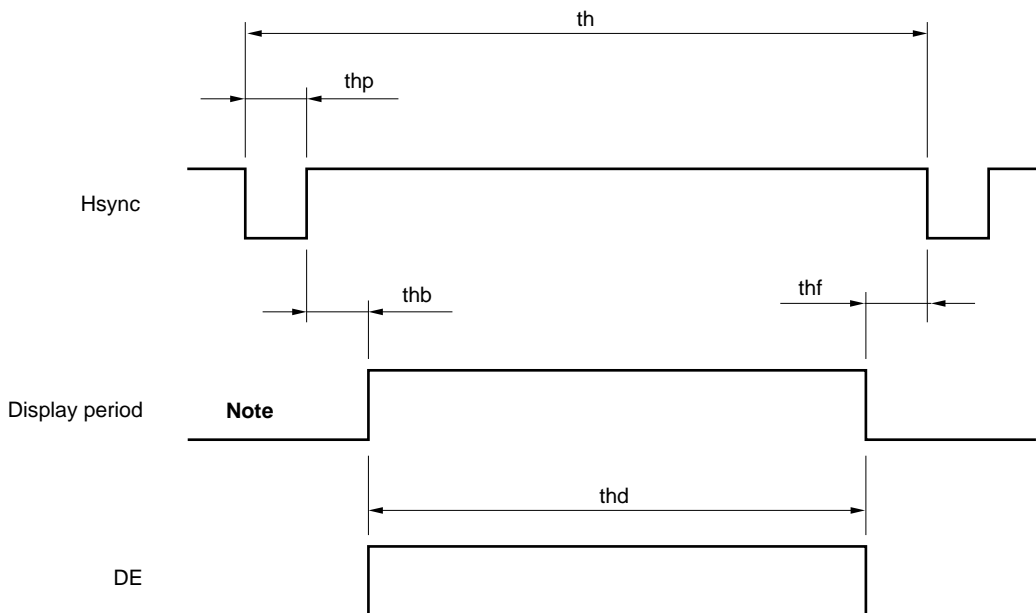 th
thp
Hsync
thb
thf
Display period
Note
thd
DE